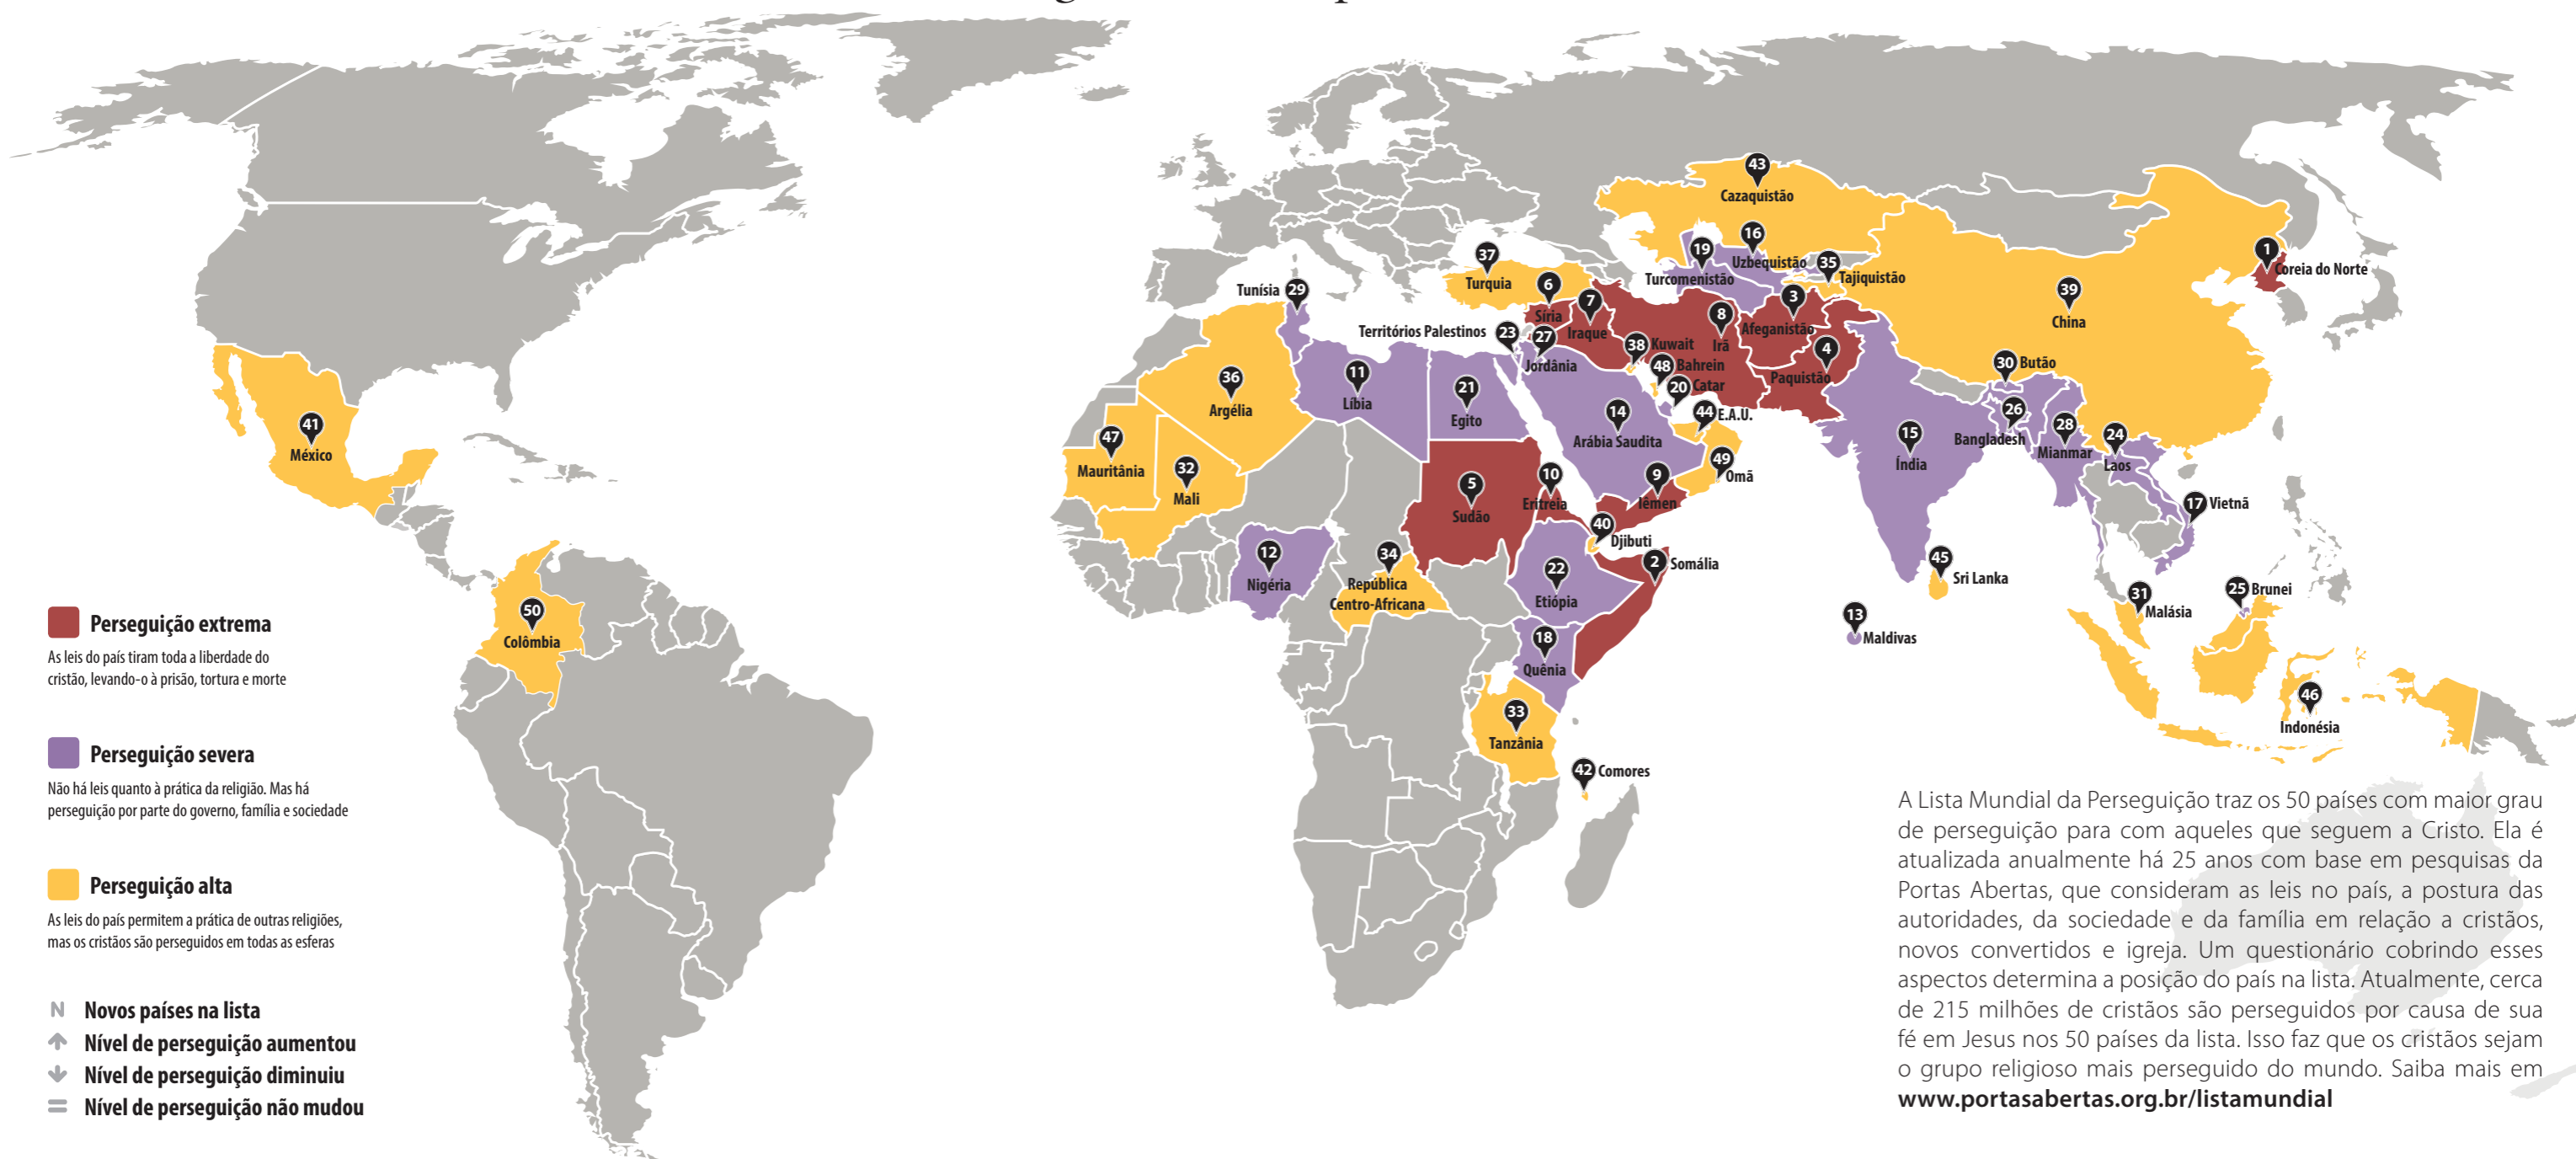 43
Cazaquistão
16
Uzbequistão
19
Turcomenistão
35
Tajiquistão
1
Coreia do Norte
37
Turquia
6
Síria
7
Iraque
8
Irã
3
Afeganistão
4
Paquistão
39
China
Tunísia 29
Territórios Palestinos 23
27
Jordânia
38 Kuwait
48 Bahrein
20 Catar
44 E.A.U.
30 Butão
36
Argélia
11
Líbia
21
Egito
14
Arábia Saudita
15
Índia
26
Bangladesh
28
Mianmar
24
Laos
41
México
47
Mauritânia
32
Mali
5
Sudão
10
Eritreia
9
Iêmen
49
Omã
17 Vietnã
40
Djibuti
2 Somália
12
Nigéria
34
República
Centro-Africana
22
Etiópia
45
Sri Lanka
50
Colômbia
18
Quênia
13
Maldivas
31
Malásia
25 Brunei
33
Tanzânia
46
Indonésia
42 Comores
Perseguição extrema
As leis do país tiram toda a liberdade do
cristão, levando-o à prisão, tortura e morte
Perseguição severa
Não há leis quanto à prática da religião. Mas há
perseguição por parte do governo, família e sociedade
Perseguição alta
As leis do país permitem a prática de outras religiões,
mas os cristãos são perseguidos em todas as esferas
N Novos países na lista
Nível de perseguição aumentou
Nível de perseguição diminuiu
Nível de perseguição não mudou
A Lista Mundial da Perseguição traz os 50 países com maior grau
de perseguição para com aqueles que seguem a Cristo. Ela é
atualizada anualmente há 25 anos com base em pesquisas da
Portas Abertas, que consideram as leis no país, a postura das
autoridades, da sociedade e da família em relação a cristãos,
novos convertidos e igreja. Um questionário cobrindo esses
aspectos determina a posição do país na lista. Atualmente, cerca
de 215 milhões de cristãos são perseguidos por causa de sua
fé em Jesus nos 50 países da lista. Isso faz que os cristãos sejam
o grupo religioso mais perseguido do mundo. Saiba mais em
www.portasabertas.org.br/listamundial